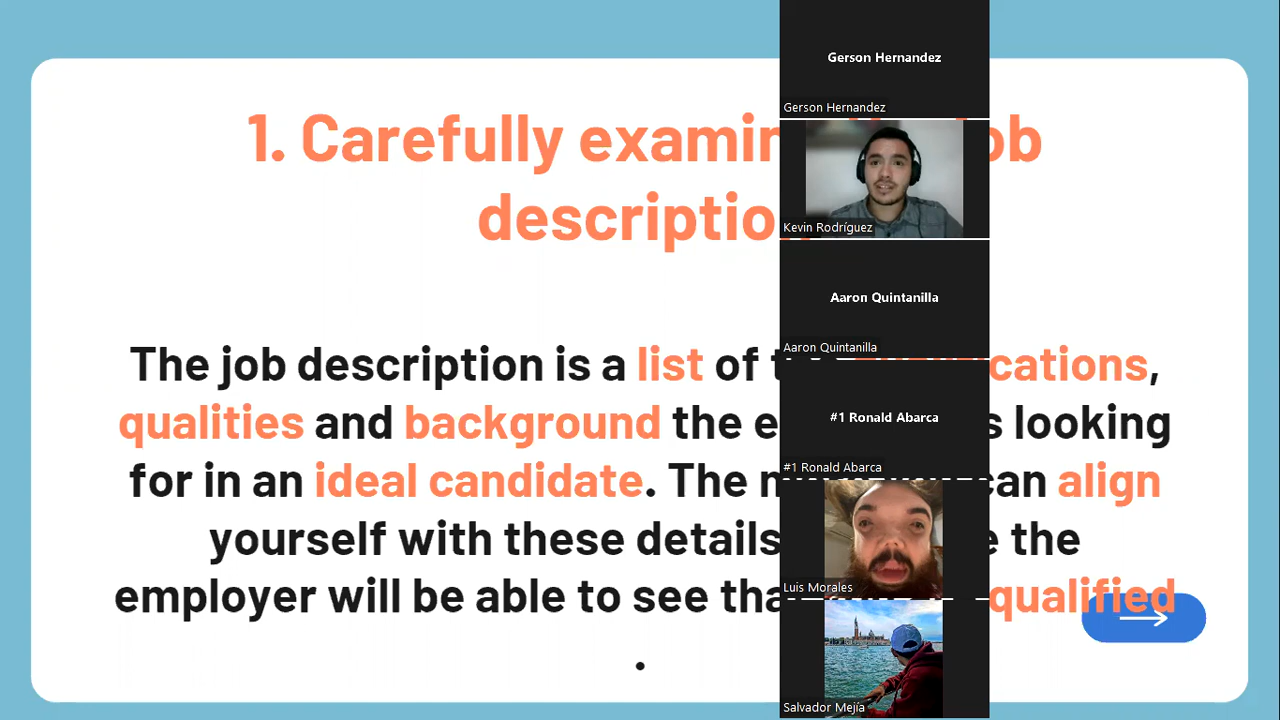 1. Carefully examin job
description
The job description is a list of t cations,
qualities and background the e s looking
for in an ideal candidate. The m can align
yourself with these details e the
employer will be able to see tha qualified
.
Gerson Hernandez
Gerson Hernandez
Kevin Rodríguez
Aaron Quintanilla
Aaron Quintanilla
#1 Ronald Abarca
#1 Ronald Abarca
Luis Morales
Salvador Mejía